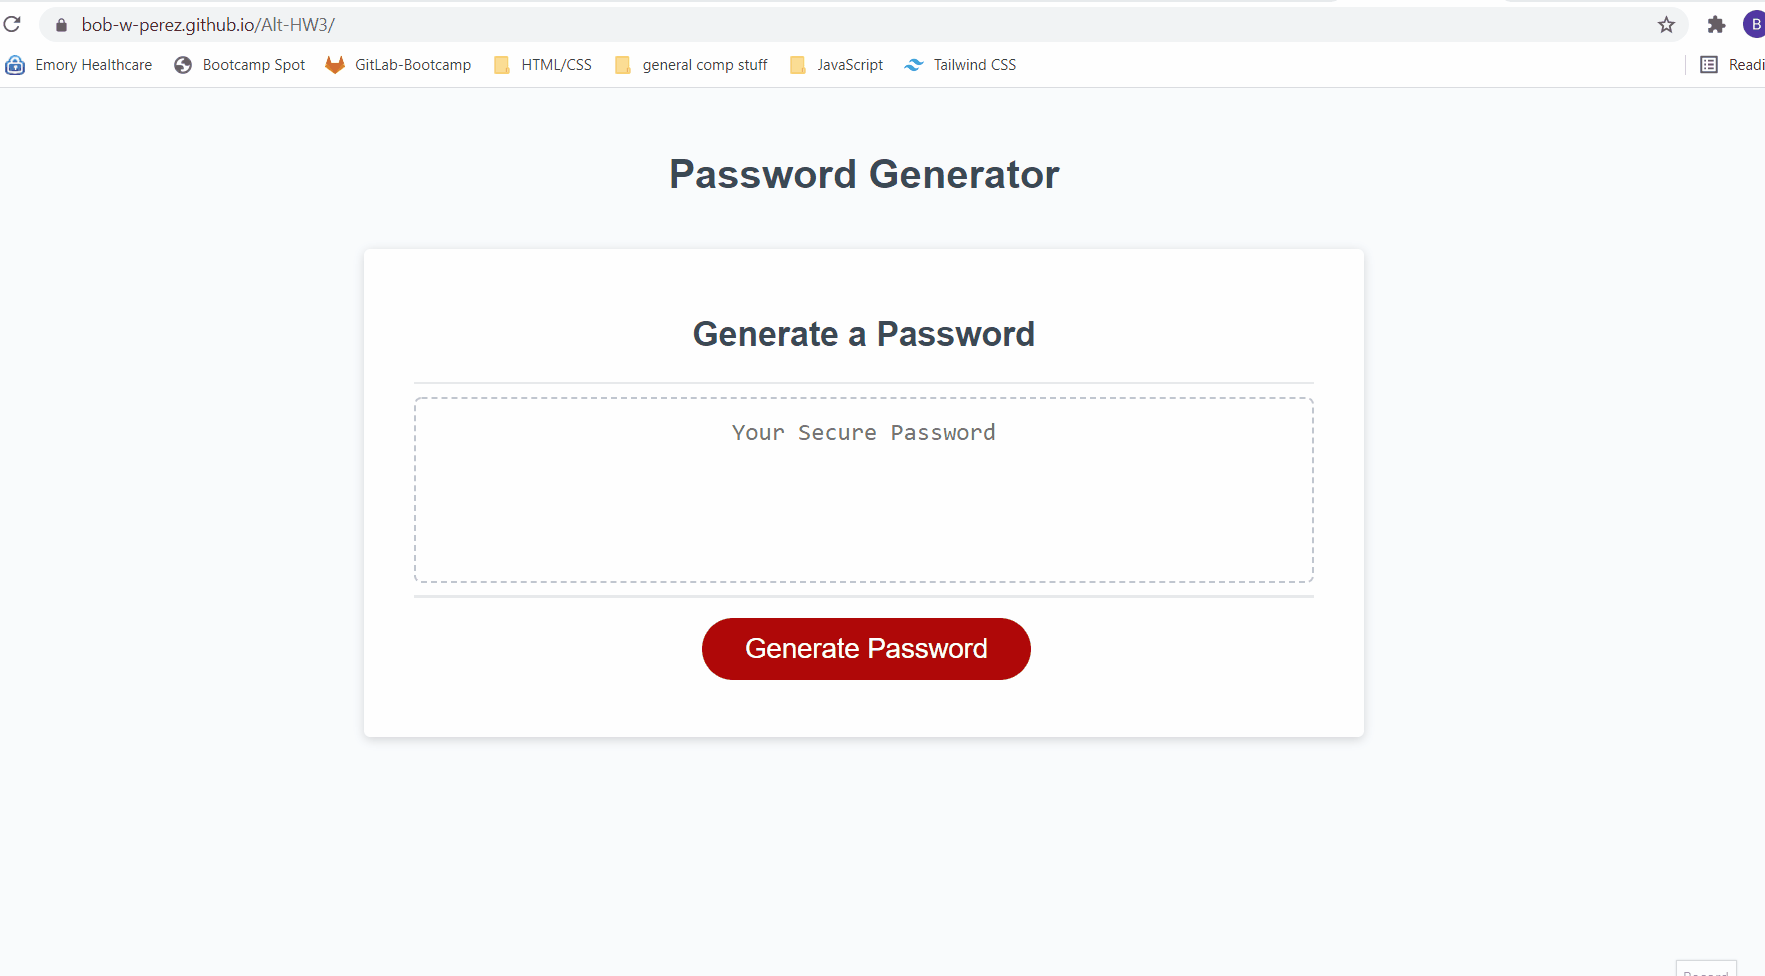 bob-w-perez.github.io/Alt-HW3/
B
Emory Healthcare Bootcamp Spot GitLab-Bootcamp HTML/CSS general comp stuff JavaScript Tailwind CSS Readi
Password Generator
Generate a Password
Your Secure Password
Generate Password